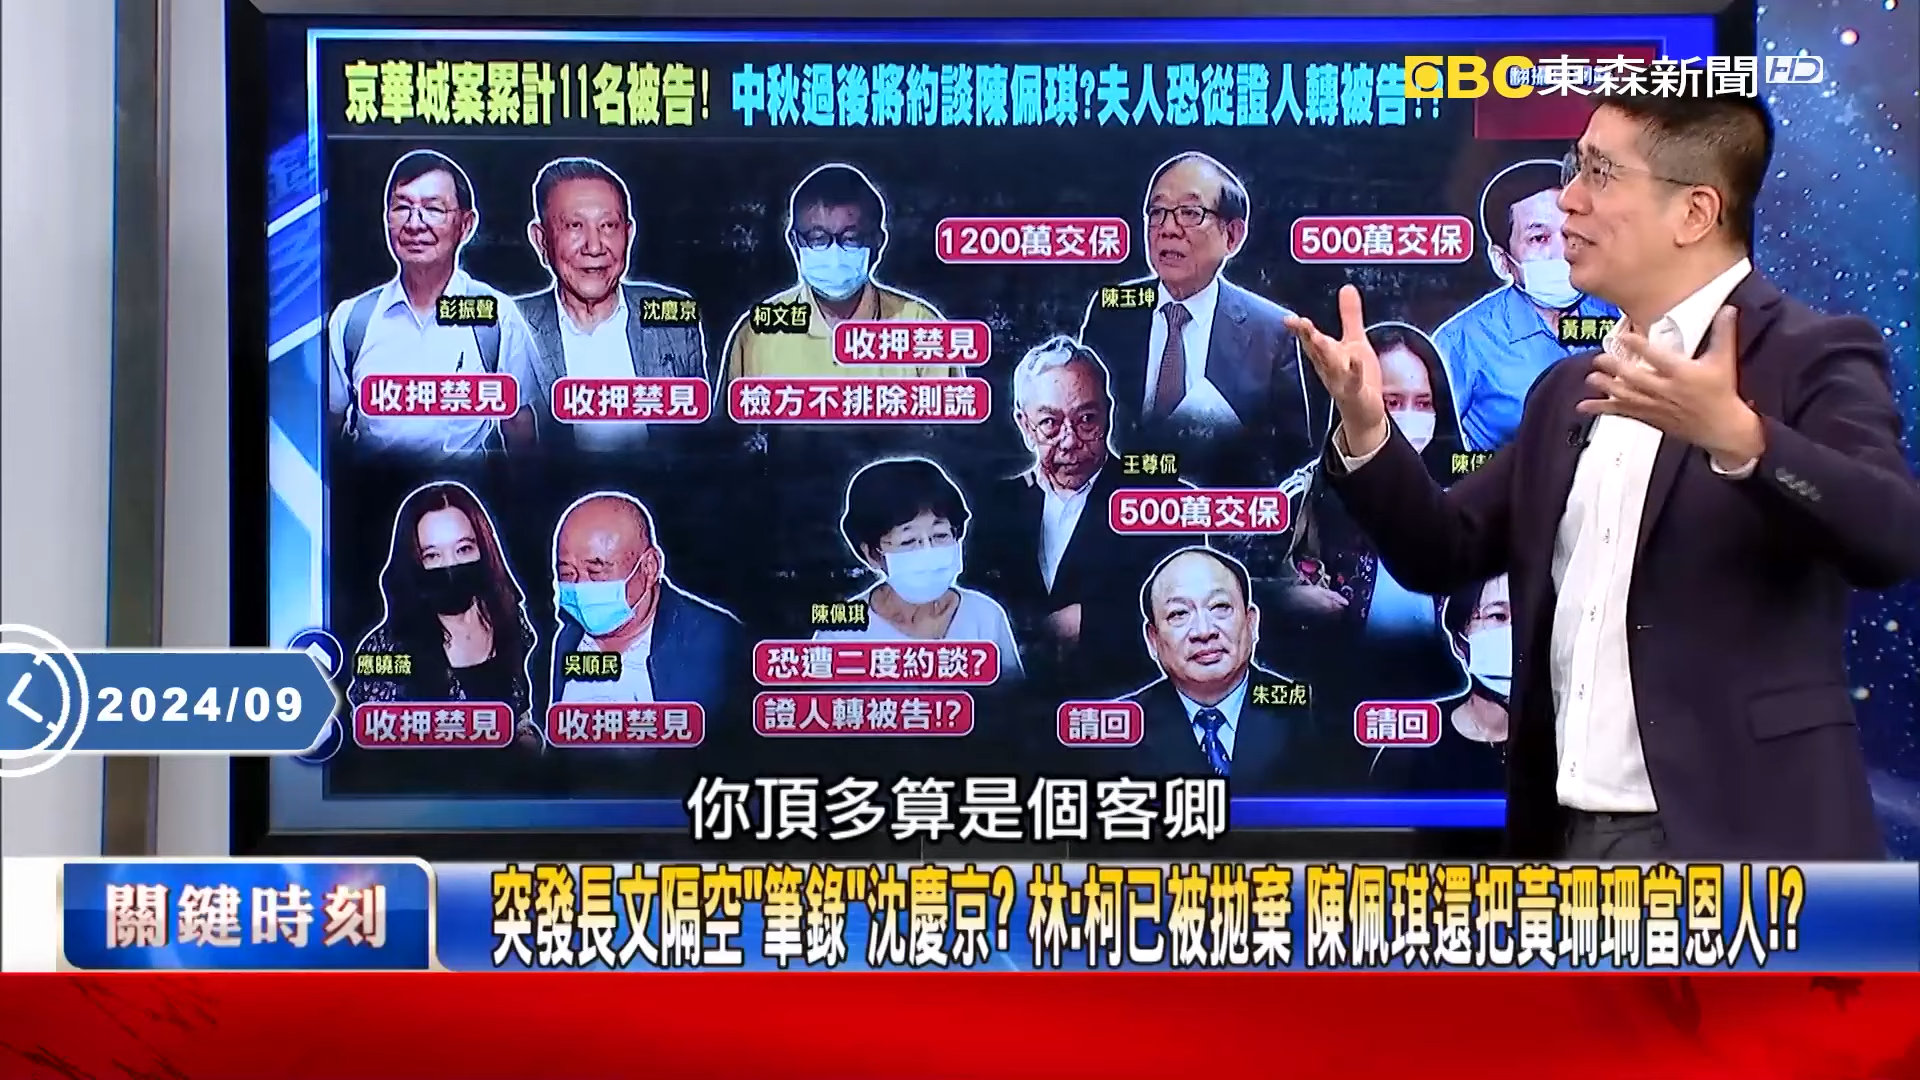 EBC東森新聞HD
京華城案累計11名被告! 中秋過後將約談陳佩琪?夫人恐從證人轉被告!?
1200萬交保
500萬交保
彭振聲
沈慶京
柯文哲
陳玉坤
黃景茂
收押禁見
收押禁見
收押禁見
檢方不排除測謊
王尊侃
陳佳
500萬交保
應曉薇
吳順民
陳佩琪
朱亞虎
收押禁見
收押禁見
恐遭二度約談?
證人轉被告!?
請回
請回
2024/09
你頂多算是個客卿
關鍵時刻
突發長文隔空"筆錄"沈慶京? 林:柯已被拋棄 陳佩琪還把黃珊珊當恩人!?